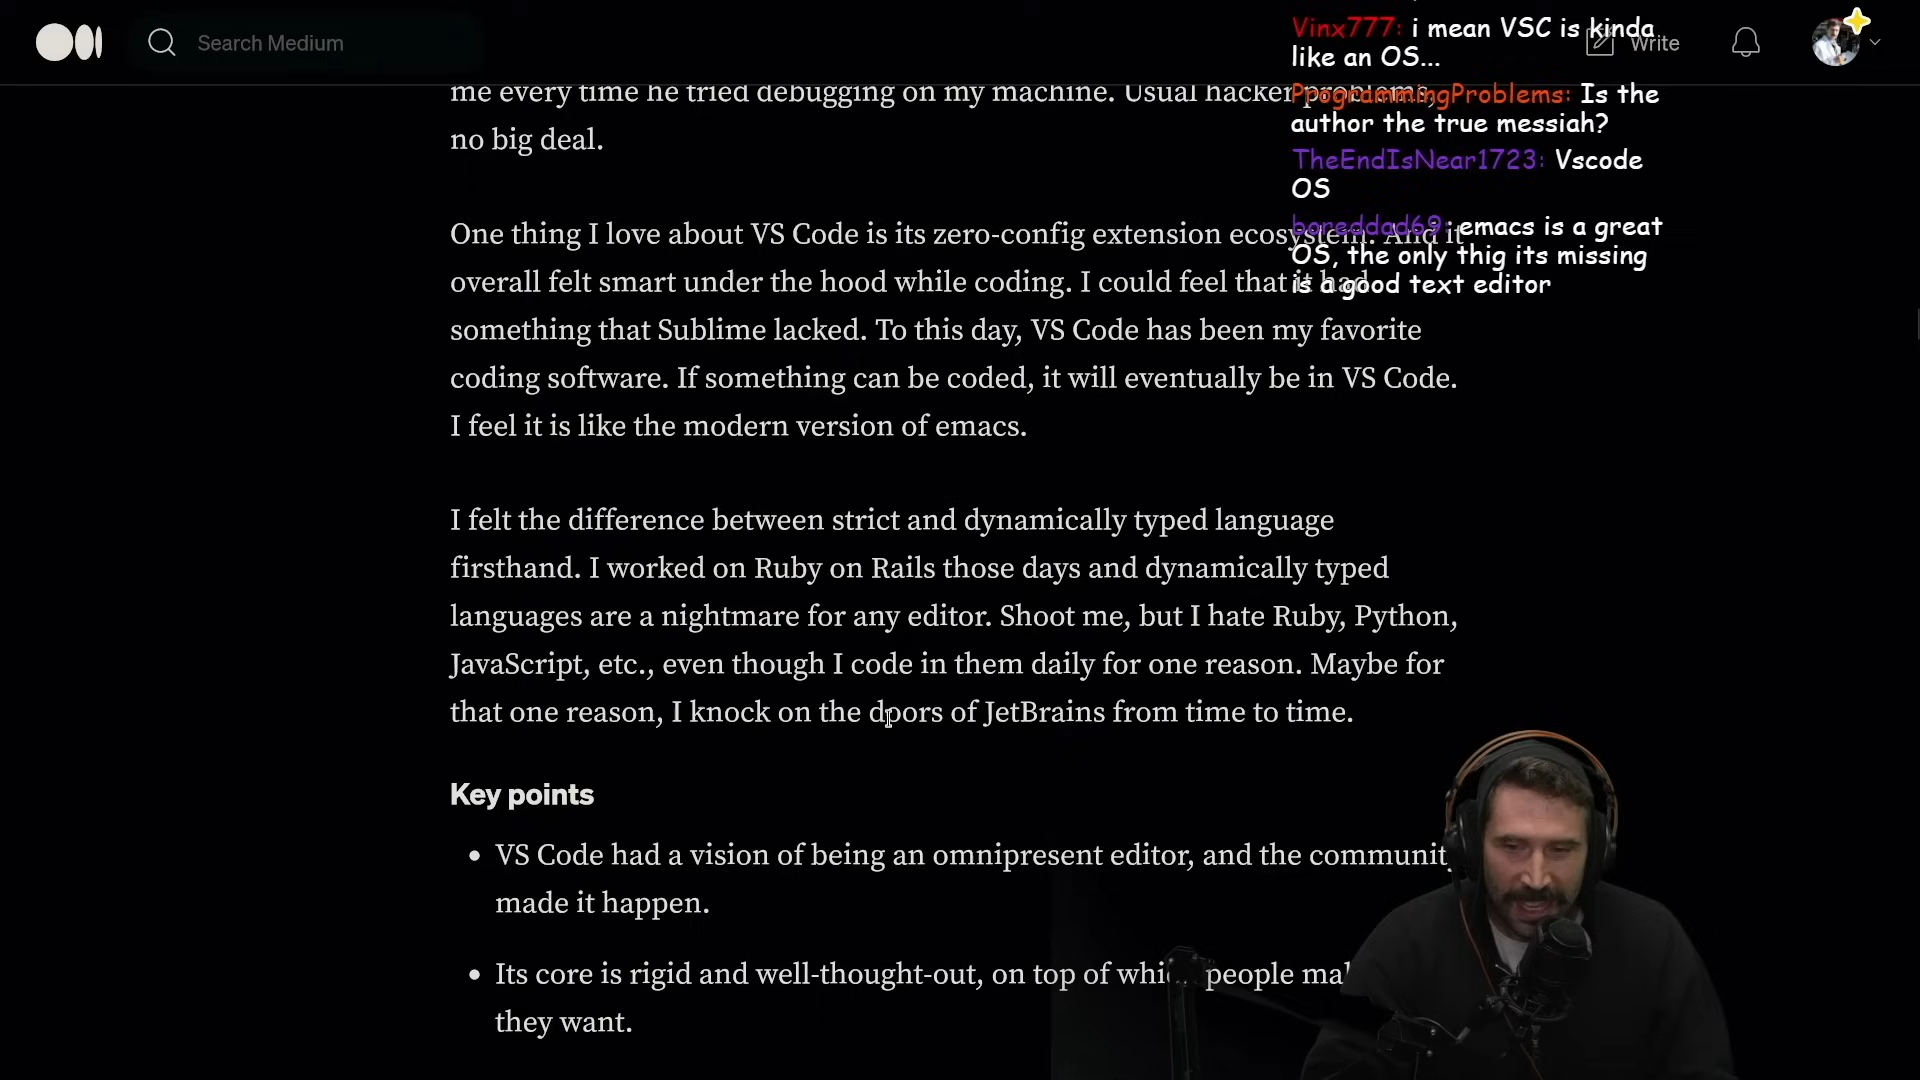 Search Medium
Write
Vinx777: i mean VSC is kinda
like an OS...
ProgrammingProblems: Is the
author the true messiah?
TheEndIsNear1723: Vscode
OS
boreddad69: emacs is a great
OS, the only thig its missing
is a good text editor
me every time he tried debugging on my machine. Usual hacker problems,
no big deal.
One thing I love about VS Code is its zero-config extension ecosystem. And it
overall felt smart under the hood while coding. I could feel that it had
something that Sublime lacked. To this day, VS Code has been my favorite
coding software. If something can be coded, it will eventually be in VS Code.
I feel it is like the modern version of emacs.
I felt the difference between strict and dynamically typed language
firsthand. I worked on Ruby on Rails those days and dynamically typed
languages are a nightmare for any editor. Shoot me, but I hate Ruby, Python,
JavaScript, etc., even though I code in them daily for one reason. Maybe for
that one reason, I knock on the doors of JetBrains from time to time.
Key points
• VS Code had a vision of being an omnipresent editor, and the community
made it happen.
• Its core is rigid and well-thought-out, on top of which people
they want.